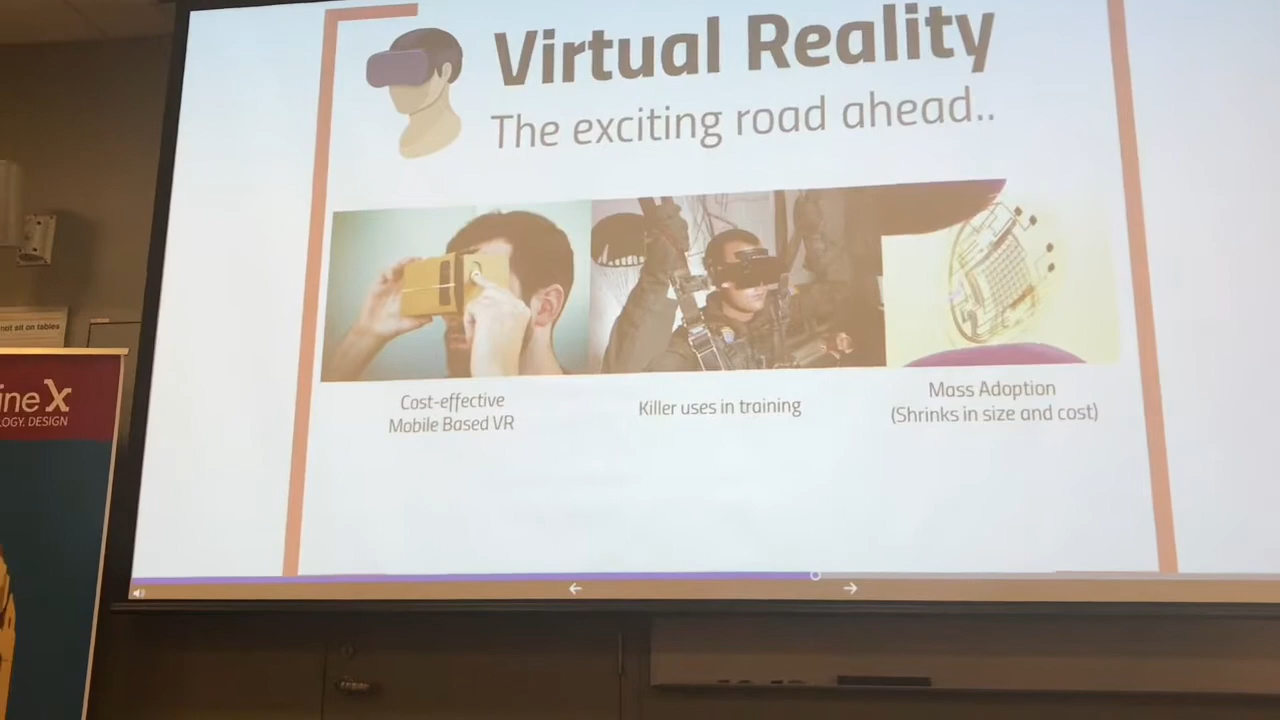 Virtual Reality
The exciting road ahead..
Cost-effective
Mobile Based VR
Killer uses in training
Mass Adoption
(Shrinks in size and cost)
not sit on tables
ine X
LOGY. DESIGN